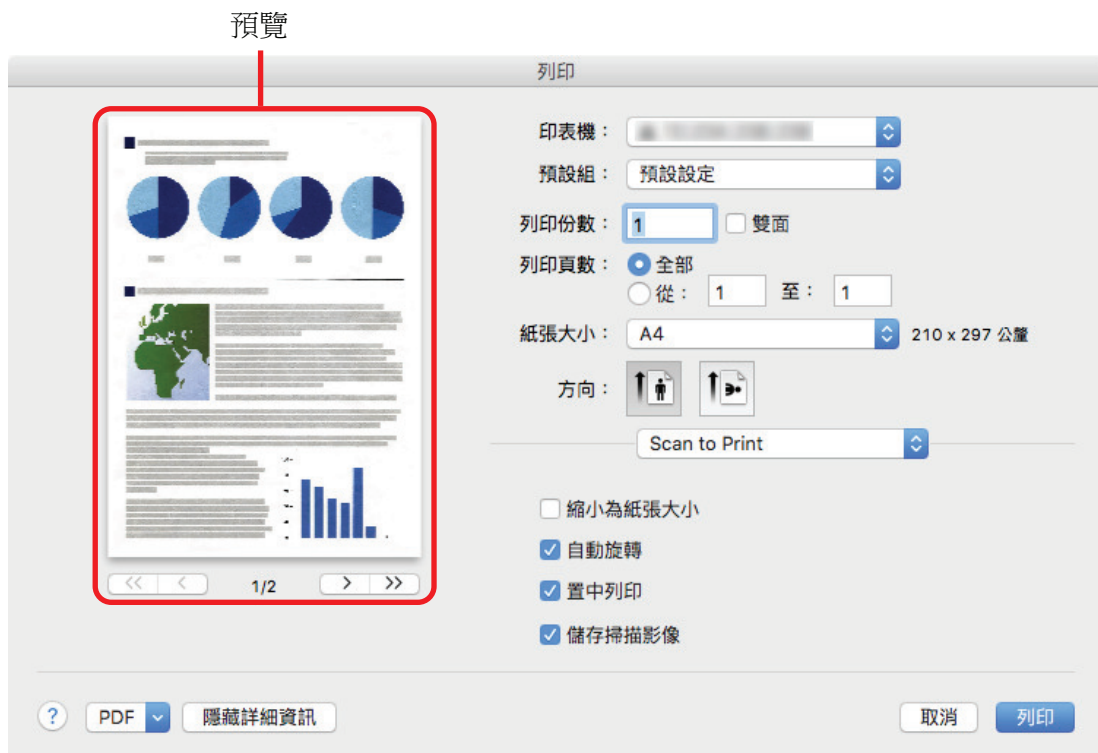 預覽
列印
印表機：
預設組： 預設設定
列印份數： 1 雙面
列印頁數： 全部
從： 1 至： 1
紙張大小： A4 210 x 297 公釐
方向：
Scan to Print
縮小為紙張大小
自動旋轉
置中列印
儲存掃描影像
<< < 1/2 > >>
? PDF 隱藏詳細資訊 取消 列印